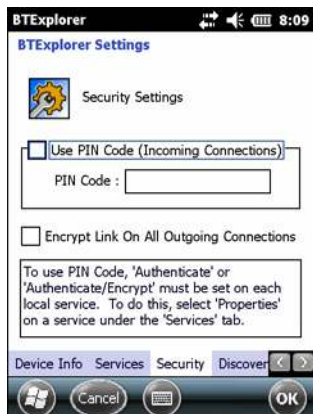 BTExplorer 8:09
BTExplorer Settings
Security Settings
Use PIN Code (Incoming Connections)
PIN Code :
Encrypt Link On All Outgoing Connections
To use PIN Code, 'Authenticate' or
'Authenticate/Encrypt' must be set on each
local service. To do this, select 'Properties'
on a service under the 'Services' tab.
Device Info Services Security Discover
Cancel OK